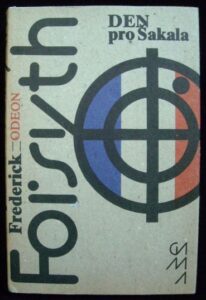 DEN
pro Šakala
Frederick
ODEON
Forsyth
GAMA